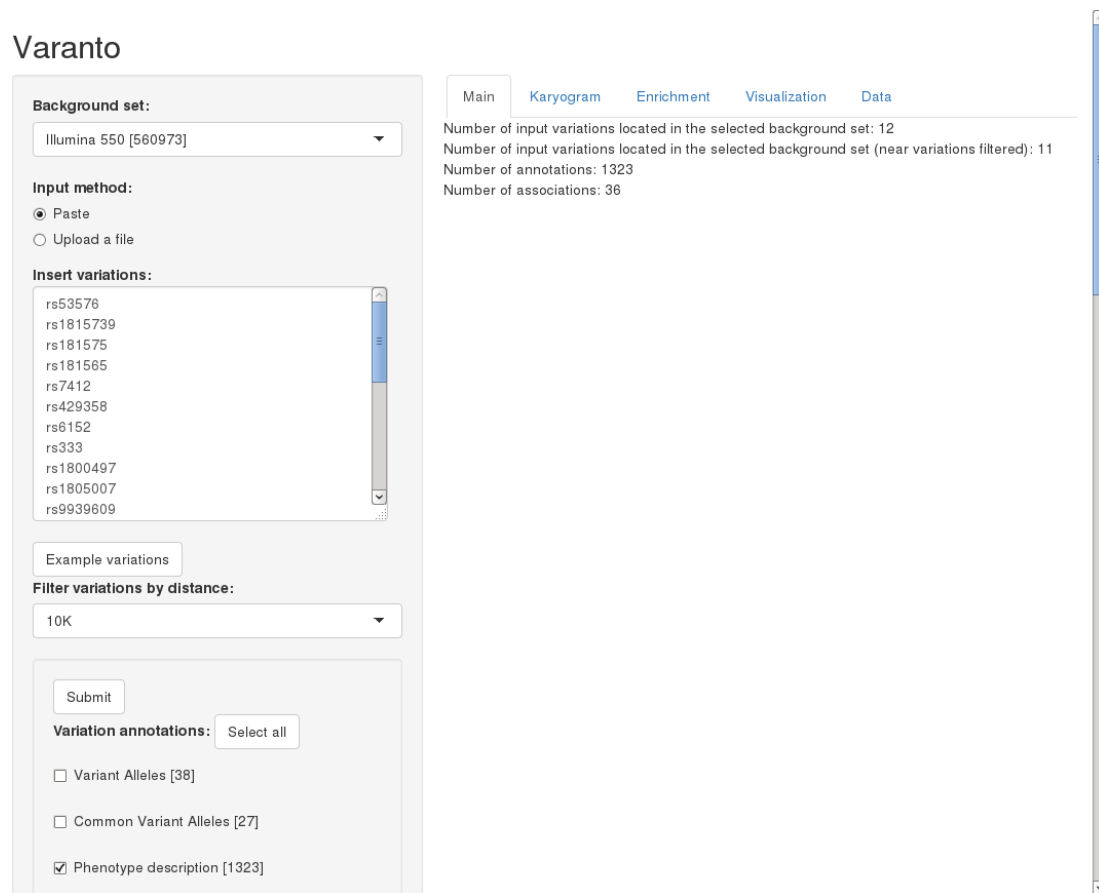 Varanto
Background set:
Illumina 550 [560973]
Input method:
Paste
Upload a file
Insert variations:
rs53576
rs1815739
rs181575
rs181565
rs7412
rs429358
rs6152
rs333
rs1800497
rs1805007
rs9939609
Example variations
Filter variations by distance:
10K
Submit
Variation annotations: Select all
Variant Alleles [38]
Common Variant Alleles [27]
Phenotype description [1323]
Main Karyogram Enrichment Visualization Data
Number of input variations located in the selected background set: 12
Number of input variations located in the selected background set (near variations filtered): 11
Number of annotations: 1323
Number of associations: 36